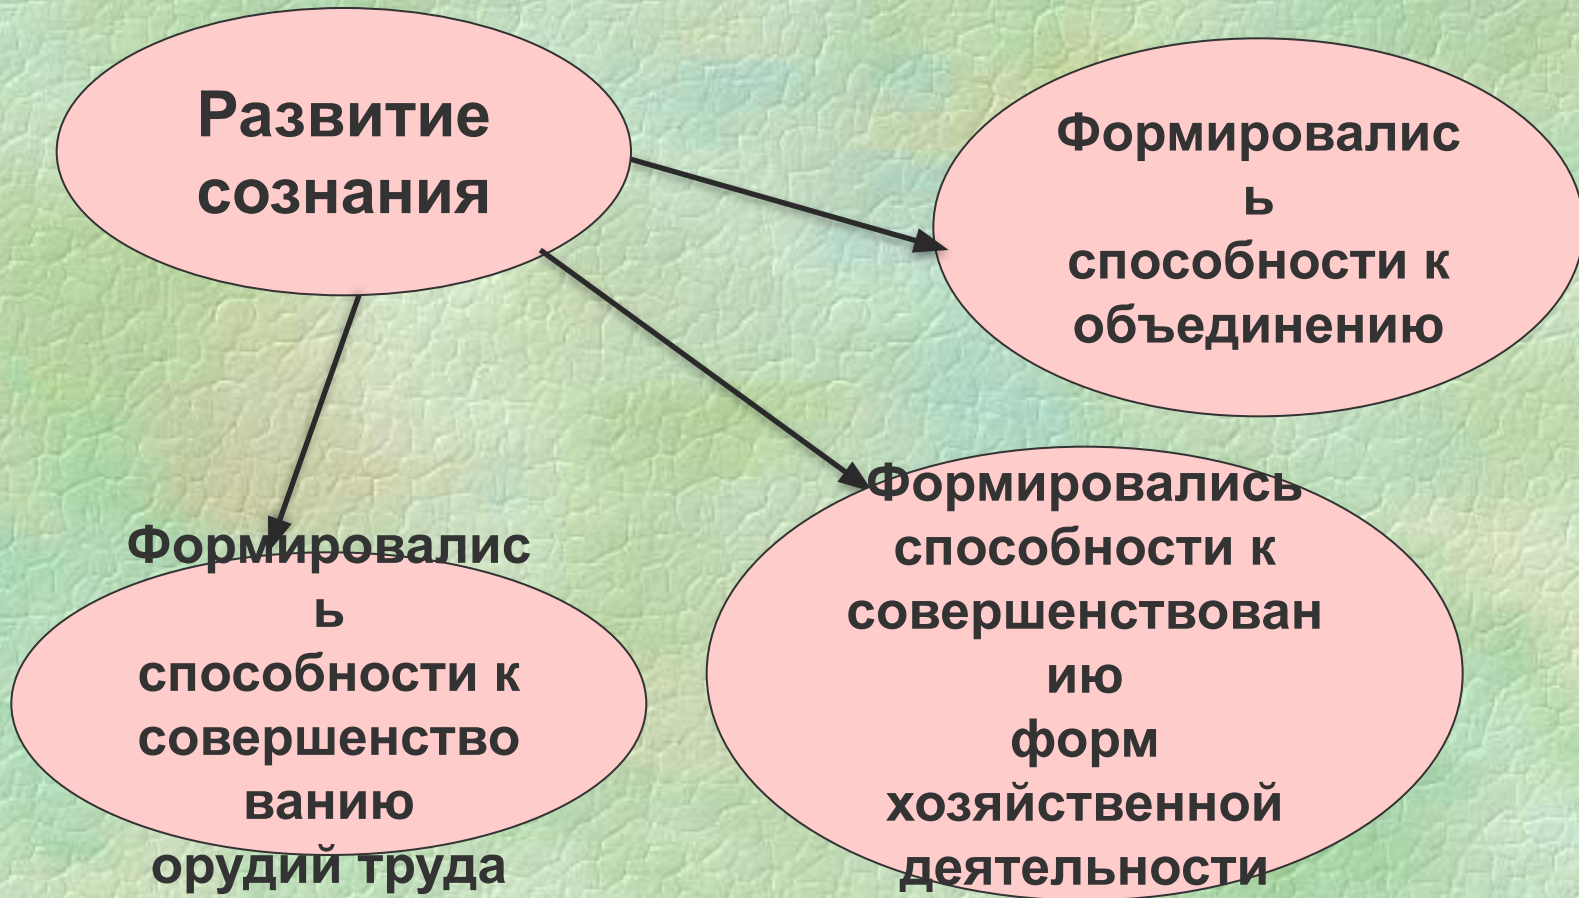 Развитие
сознания
Формировалис
ь
способности к
объединению
Формировалис
ь
способности к
совершенство
ванию
орудий труда
Формировались
способности к
совершенствован
ию
форм
хозяйственной
деятельности